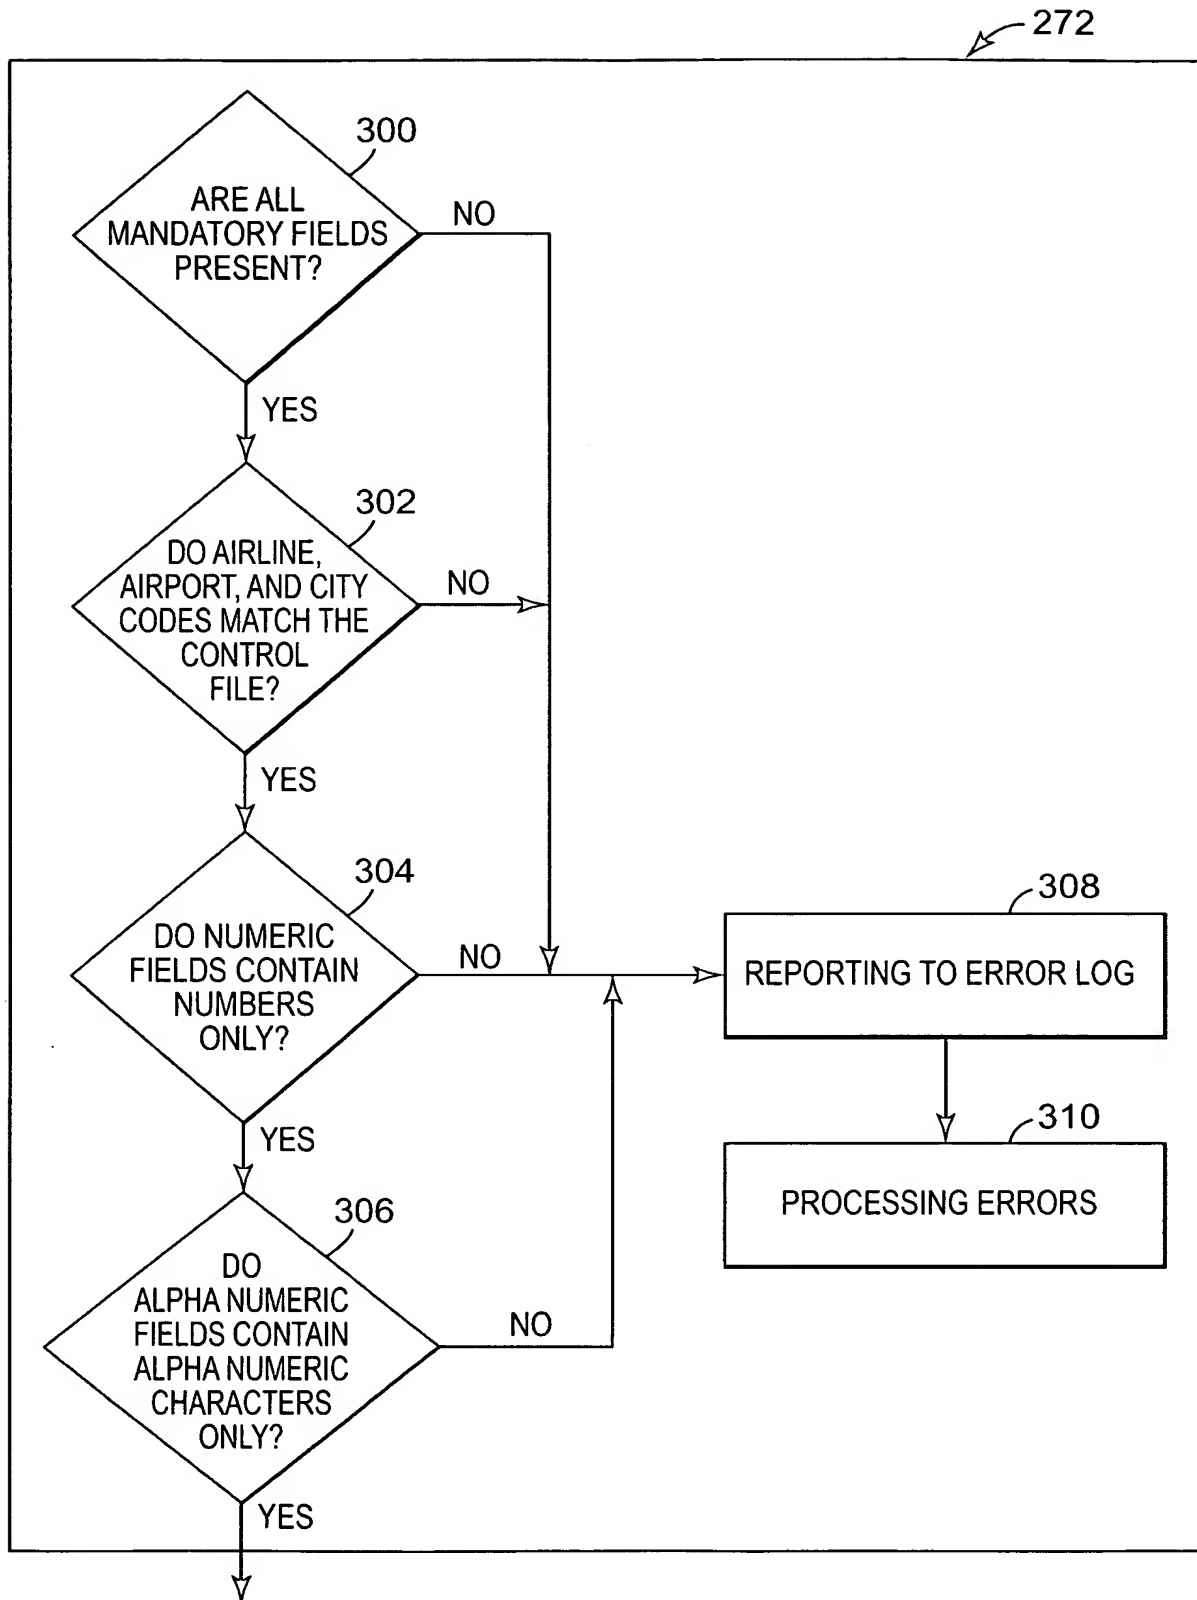 272
300
ARE ALL
MANDATORY FIELDS
PRESENT?
NO
YES
302
DO AIRLINE,
AIRPORT, AND CITY
CODES MATCH THE
CONTROL
FILE?
NO
YES
304
DO NUMERIC
FIELDS CONTAIN
NUMBERS
ONLY?
NO
308
REPORTING TO ERROR LOG
YES
310
PROCESSING ERRORS
306
DO
ALPHA NUMERIC
FIELDS CONTAIN
ALPHA NUMERIC
CHARACTERS
ONLY?
NO
YES